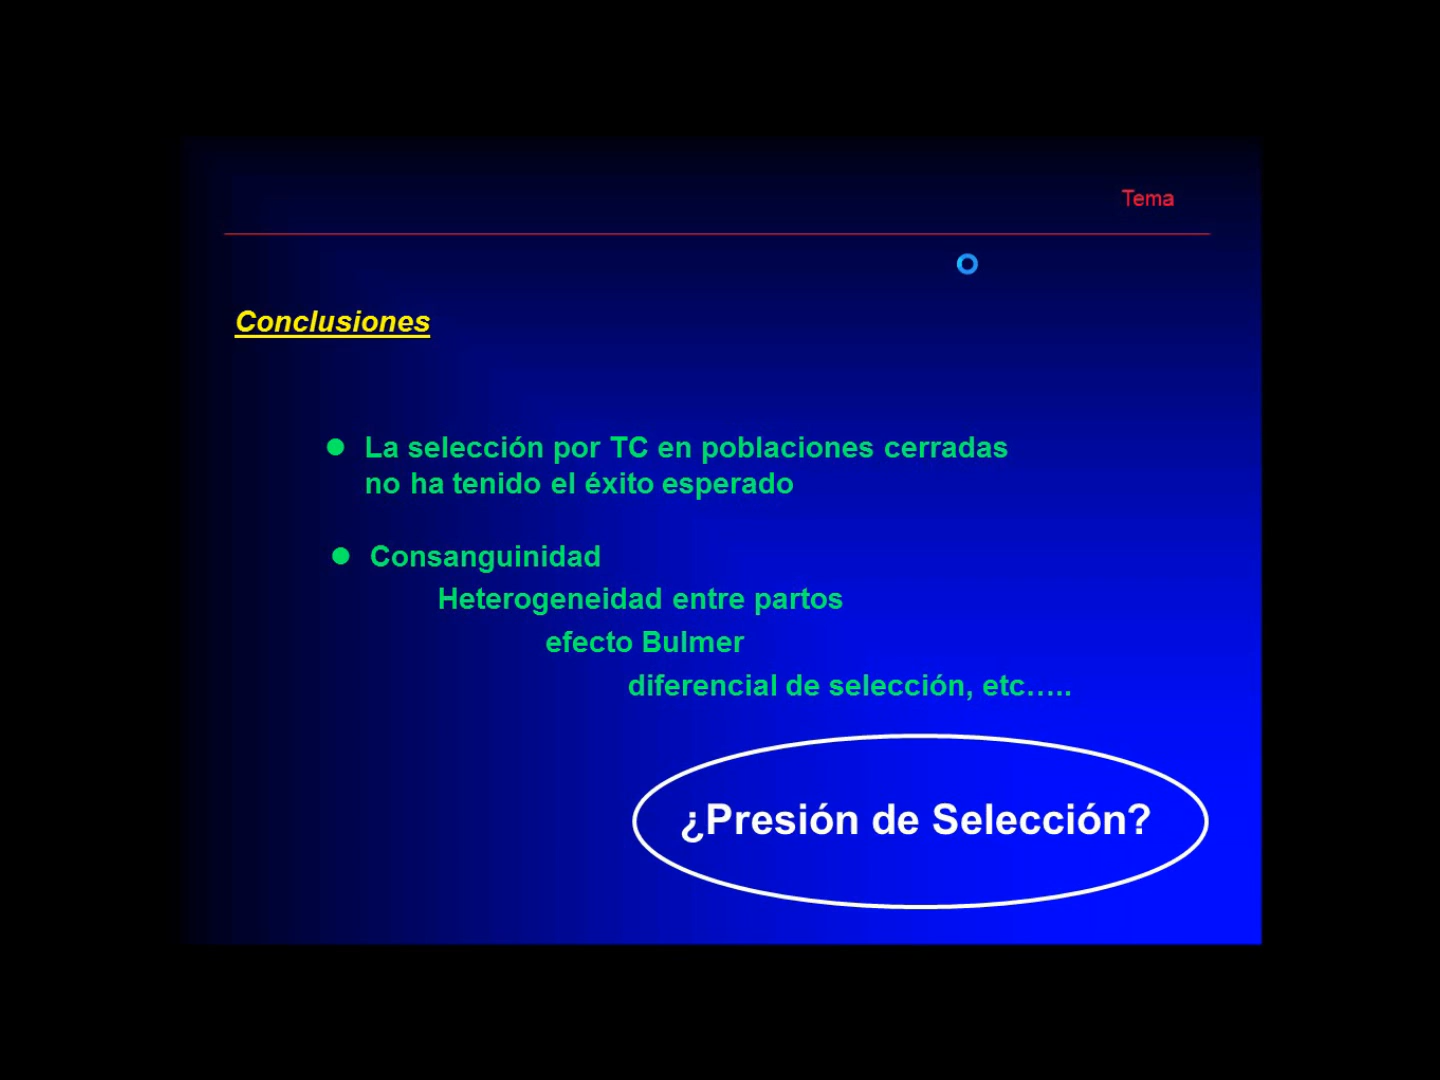 Tema
Conclusiones
La selección por TC en poblaciones cerradas
no ha tenido el éxito esperado
Consanguinidad
Heterogeneidad entre partos
efecto Bulmer
diferencial de selección, etc…..
¿Presión de Selección?